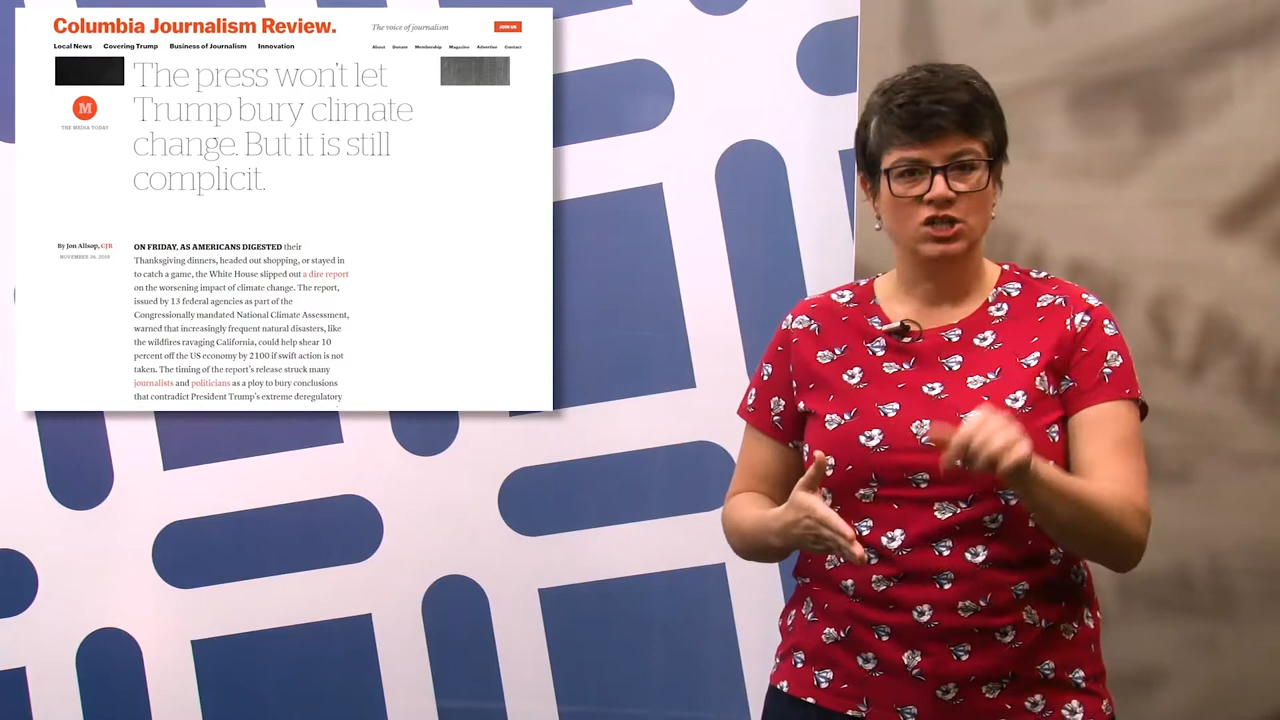 Columbia Journalism Review.
The voice of journalism
JOIN US
Local News Covering Trump Business of Journalism Innovation
About Donate Membership Magazine Advertise Contact
The press won't let
Trump bury climate
change. But it is still
complicit.
M
THE MEDIA TODAY
By Jon Allsop, CJR
NOVEMBER 26, 2018
ON FRIDAY, AS AMERICANS DIGESTED their
Thanksgiving dinners, headed out shopping, or stayed in
to catch a game, the White House slipped out a dire report
on the worsening impact of climate change. The report,
issued by 13 federal agencies as part of the
Congressionally mandated National Climate Assessment,
warned that increasingly frequent natural disasters, like
the wildfires ravaging California, could help shear 10
percent off the US economy by 2100 if swift action is not
taken. The timing of the report's release struck many
journalists and politicians as a ploy to bury conclusions
that contradict President Trump's extreme deregulatory